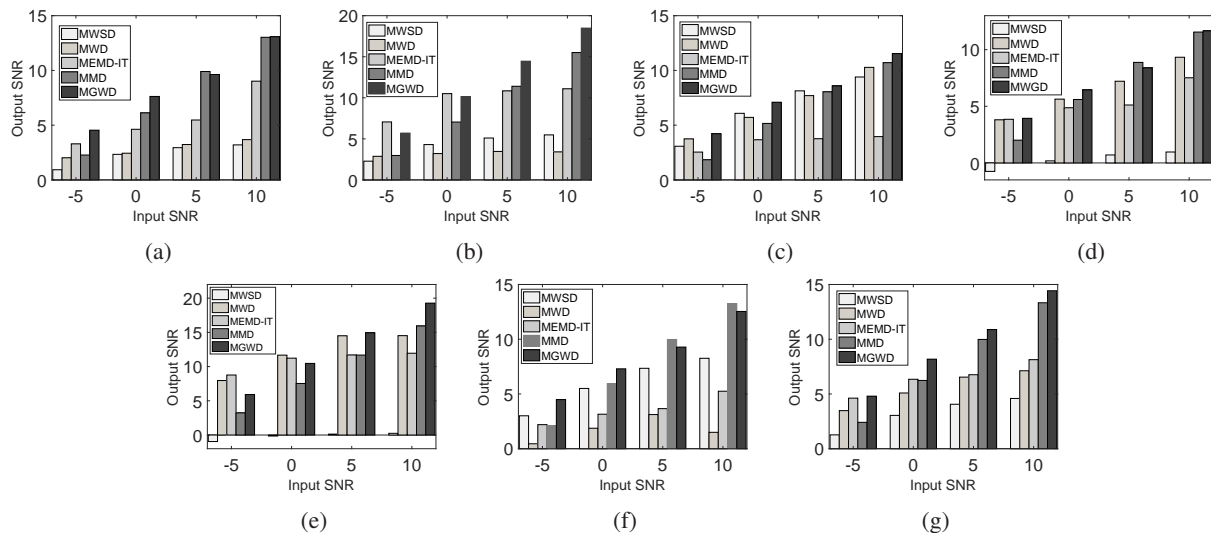 15
10
5
0
Output SNR
MWSD
MWD
MEMD-IT
MMD
MGWD
-5 0 5 10
Input SNR
(a)
20
15
10
5
0
Output SNR
MWSD
MWD
MEMD-IT
MMD
MGWD
-5 0 5 10
Input SNR
(b)
15
10
5
0
Output SNR
MWSD
MWD
MEMD-IT
MMD
MGWD
-5 0 5 10
Input SNR
(c)
10
5
0
Output SNR
MWSD
MWD
MEMD-IT
MMD
MWGD
-5 0 5 10
Input SNR
(d)
20
15
10
5
0
Output SNR
MWSD
MWD
MEMD-IT
MMD
MGWD
-5 0 5 10
Input SNR
(e)
15
10
5
0
Output SNR
MWSD
MWD
MEMD-IT
MMD
MGWD
-5 0 5 10
Input SNR
(f)
15
10
5
0
Output SNR
MWSD
MWD
MEMD-IT
MMD
MGWD
-5 0 5 10
Input SNR
(g)